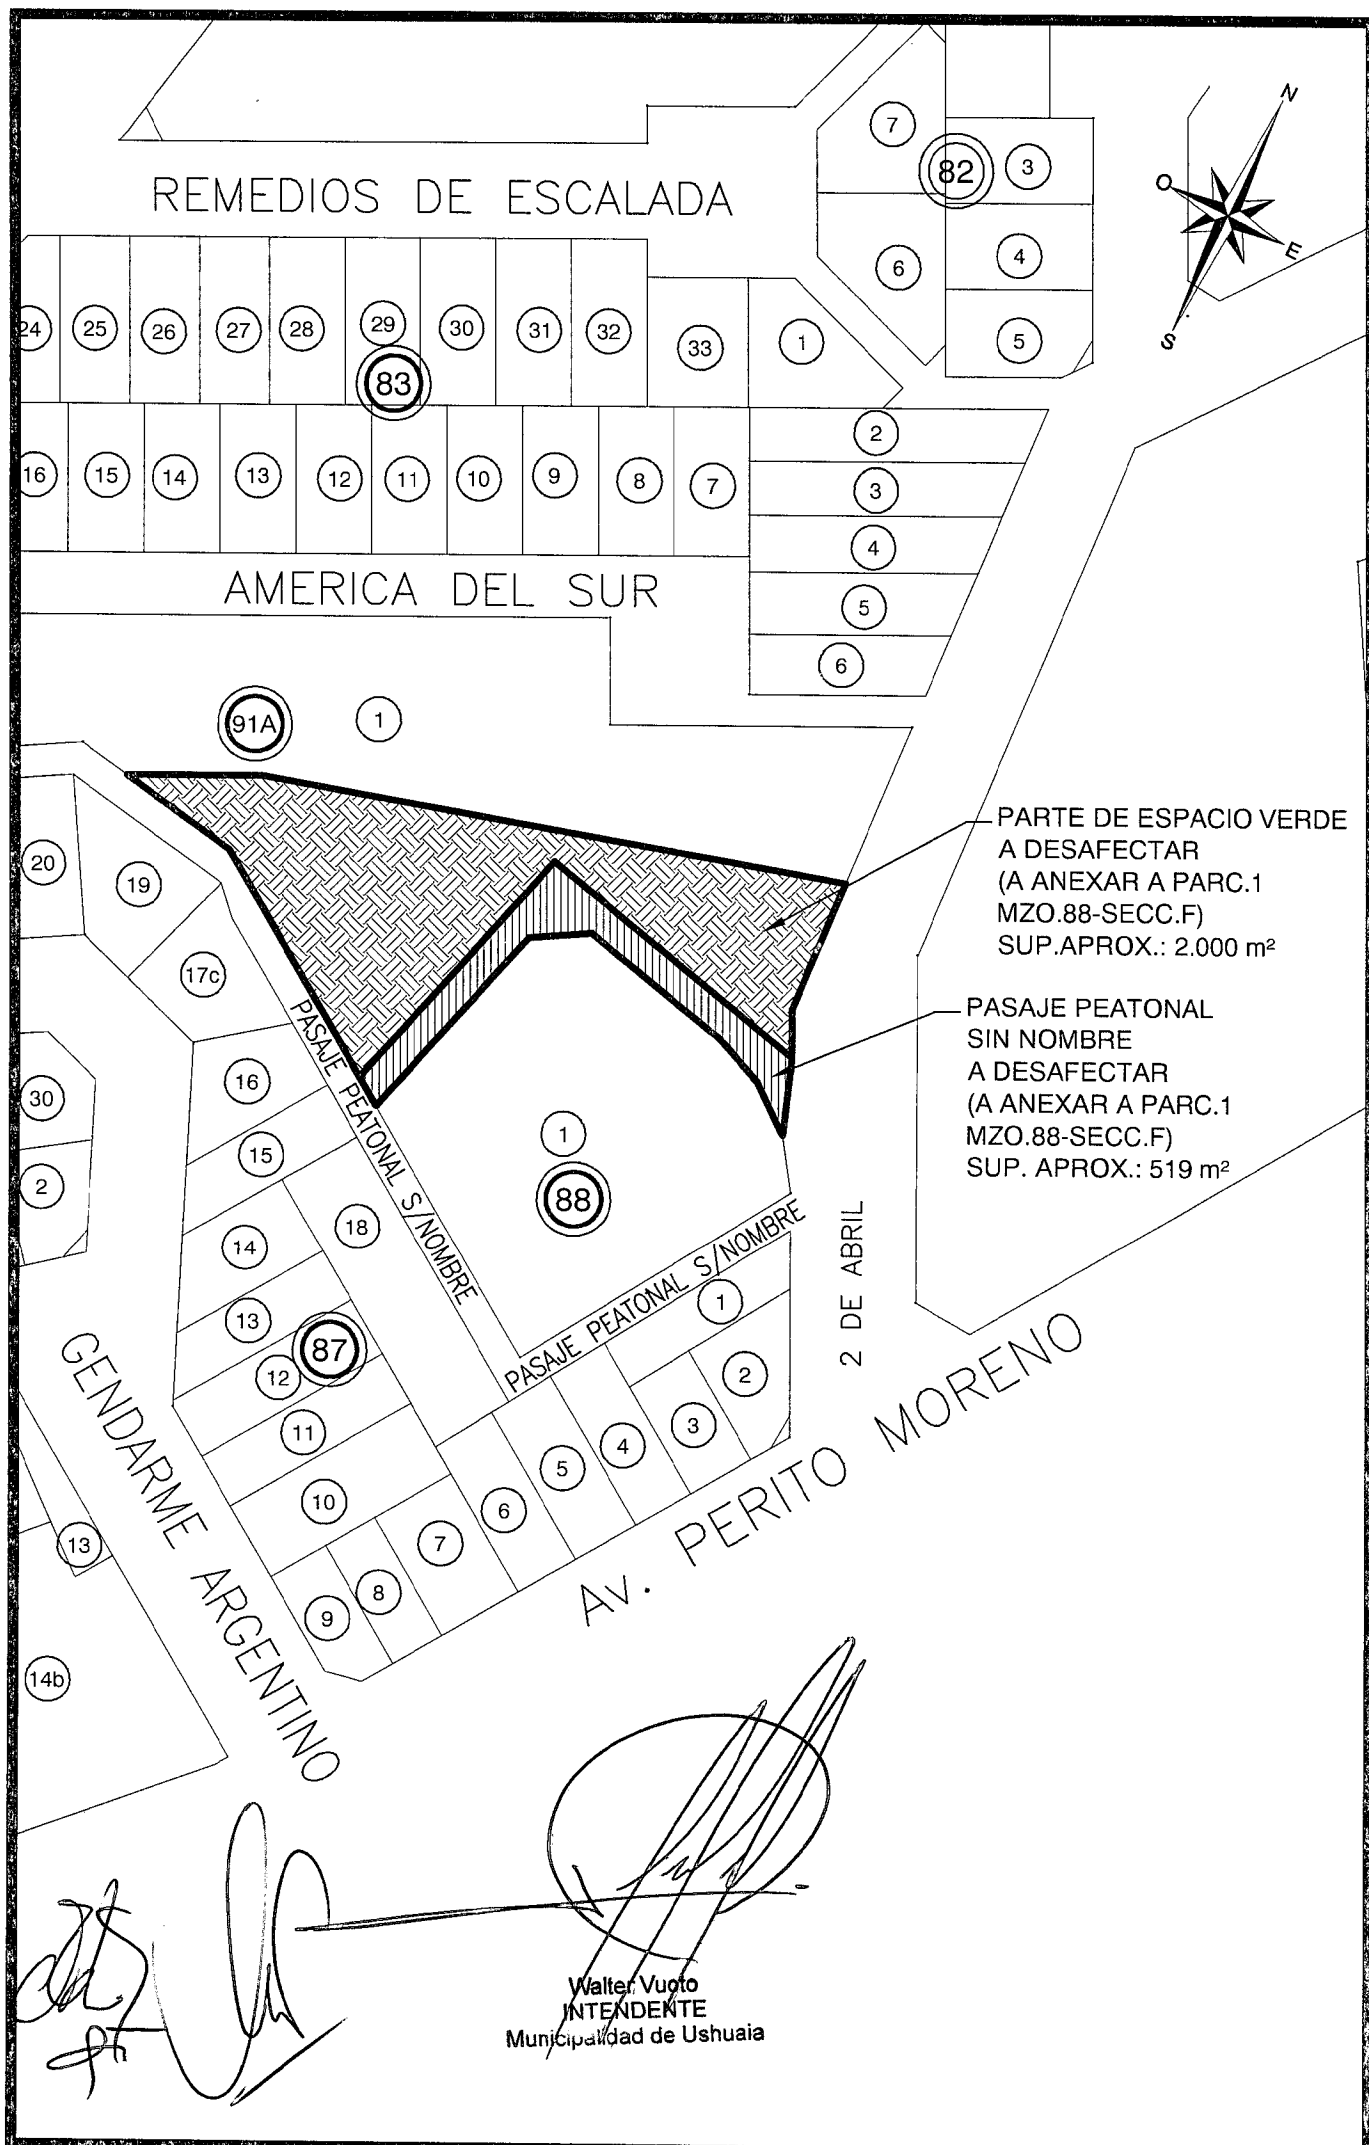 N
O
E
S
7
82
3
6
4
5
REMEDIOS DE ESCALADA
24
25
26
27
28
29
30
31
32
33
1
83
16
15
14
13
12
11
10
9
8
7
2
3
4
5
6
AMERICA DEL SUR
91A
1
PARTE DE ESPACIO VERDE
A DESAFECTAR
(A ANEXAR A PARC.1
MZO.88-SECC.F)
SUP.APROX.: 2.000 m²
PASAJE PEATONAL
SIN NOMBRE
A DESAFECTAR
(A ANEXAR A PARC.1
MZO.88-SECC.F)
SUP. APROX.: 519 m²
20
19
17c
PASAJE PEATONAL S/NOMBRE
30
2
16
15
14
18
13
87
12
11
10
9
8
7
6
5
4
3
2
1
1
88
PASAJE PEATONAL S/NOMBRE
2 DE ABRIL
GENDARME ARGENTINO
Av. PERITO MORENO
13
14b
Walter Vuoto
INTENDENTE
Municipalidad de Ushuaia